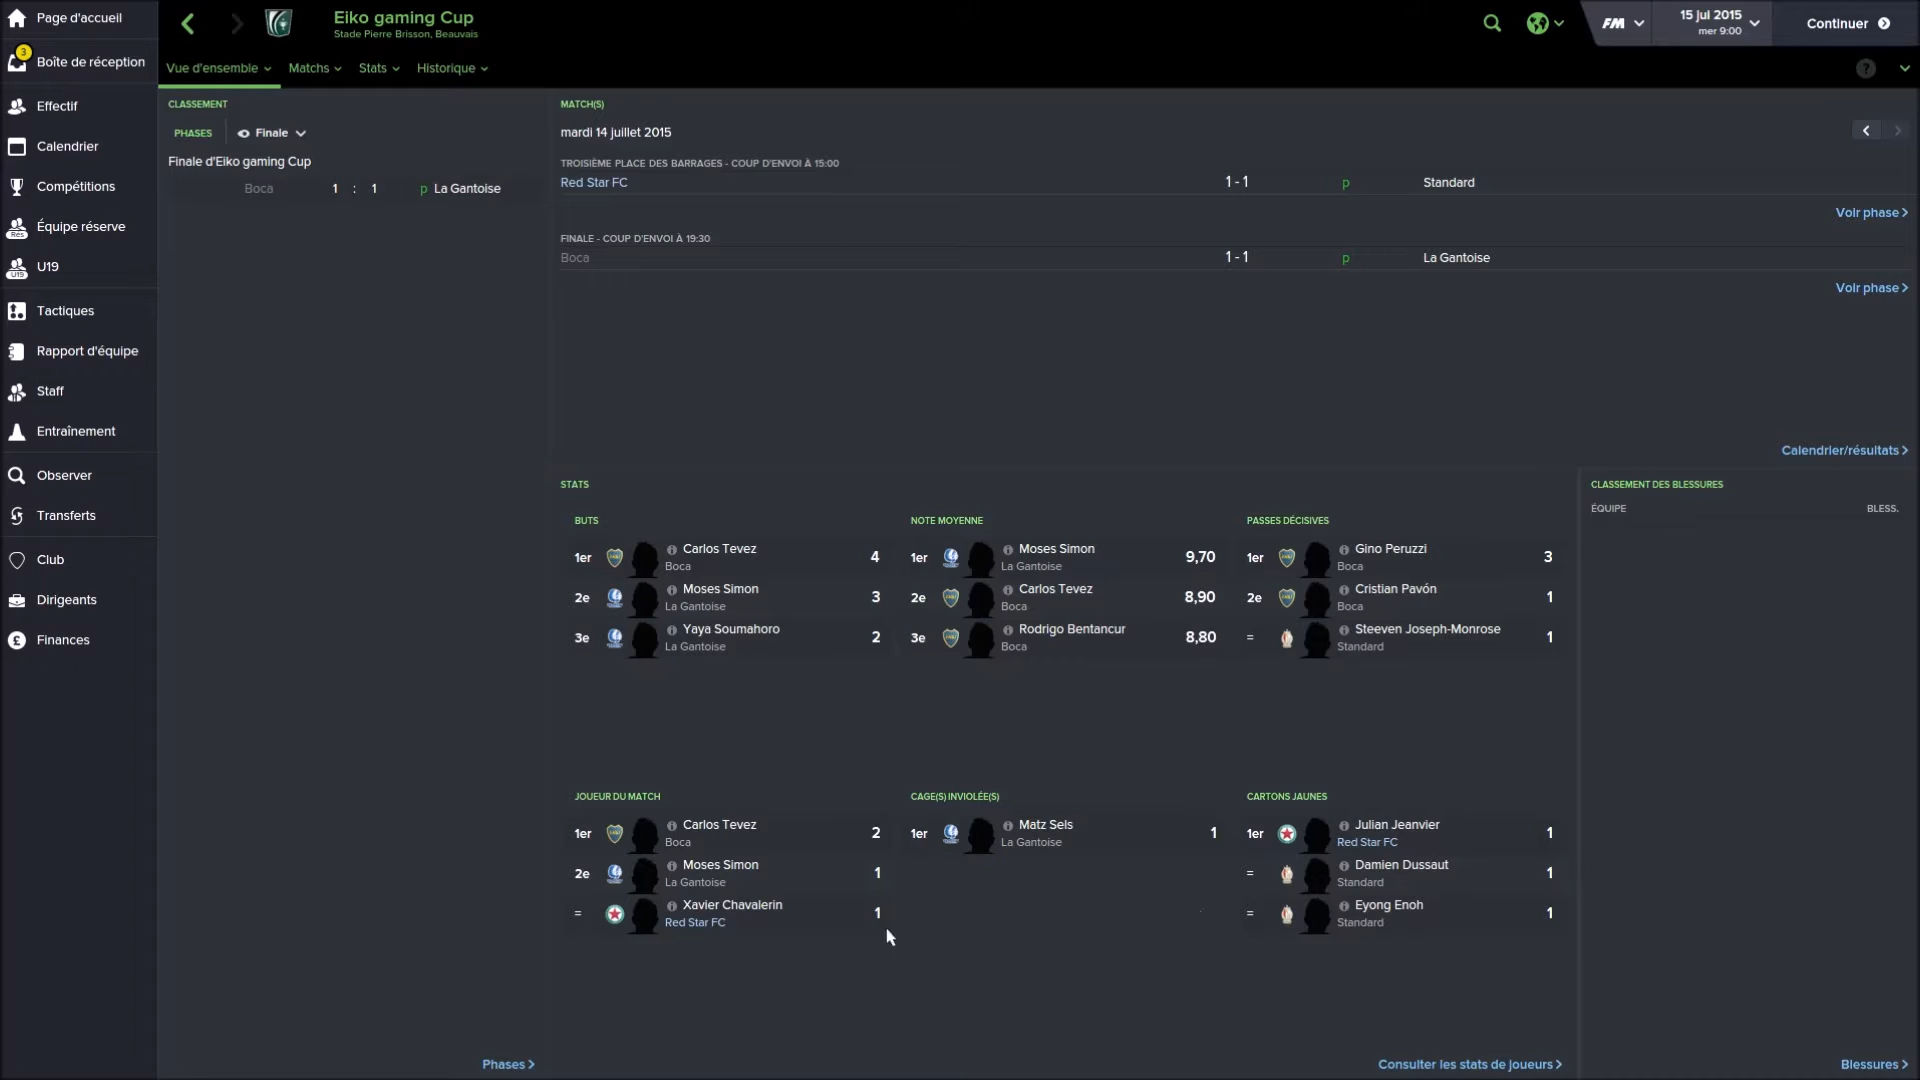 Page d'accueil
3
Boîte de réception
Effectif
Calendrier
Compétitions
Res
Équipe réserve
U19
U19
Tactiques
Rapport d'équipe
Staff
Entraînement
Observer
Transferts
Club
Dirigeants
£
Finances
Eiko gaming Cup
Stade Pierre Brisson, Beauvais
FM
15 jul 2015
mer 9:00
Continuer
Vue d'ensemble
Matchs
Stats
Historique
?
CLASSEMENT
PHASES
Finale
Finale d'Eiko gaming Cup
Boca 1 : 1 p La Gantoise
Phases
MATCH(S)
mardi 14 juillet 2015
TROISIÈME PLACE DES BARRAGES - COUP D'ENVOI À 15:00
Red Star FC 1 - 1 p Standard
Voir phase
FINALE - COUP D'ENVOI À 19:30
Boca 1 - 1 p La Gantoise
Voir phase
Calendrier/résultats
STATS
BUTS
1er Carlos Tevez 4
Boca
2e Moses Simon 3
La Gantoise
3e Yaya Soumahoro 2
La Gantoise
NOTE MOYENNE
1er Moses Simon 9,70
La Gantoise
2e Carlos Tevez 8,90
Boca
3e Rodrigo Bentancur 8,80
Boca
PASSES DÉCISIVES
1er Gino Peruzzi 3
Boca
2e Cristian Pavón 1
Boca
= Steeven Joseph-Monrose 1
Standard
JOUEUR DU MATCH
1er Carlos Tevez 2
Boca
2e Moses Simon 1
La Gantoise
= Xavier Chavalerin 1
Red Star FC
CAGE(S) INVIOLÉE(S)
1er Matz Sels 1
La Gantoise
CARTONS JAUNES
1er Julian Jeanvier 1
Red Star FC
= Damien Dussaut 1
Standard
= Eyong Enoh 1
Standard
Consulter les stats de joueurs
CLASSEMENT DES BLESSURES
ÉQUIPE BLESS.
Blessures